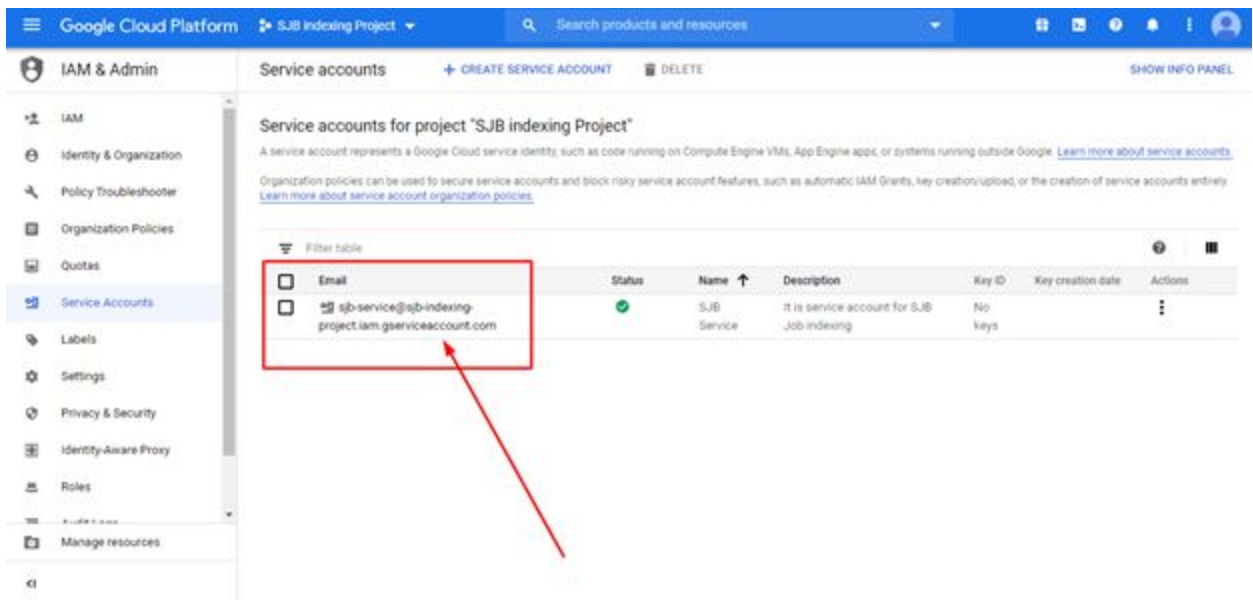 Google Cloud Platform SJB indexing Project Search products and resources
IAM & Admin
Service accounts + CREATE SERVICE ACCOUNT DELETE SHOW INFO PANEL
IAM
Identity & Organization
Policy Troubleshooter
Organization Policies
Quotas
Service Accounts
Labels
Settings
Privacy & Security
Identity-Aware Proxy
Roles
Audit Logs
Manage resources
Service accounts for project "SJB indexing Project"
A service account represents a Google Cloud service identity, such as code running on Compute Engine VMs, App Engine apps, or systems running outside Google. Learn more about service accounts.
Organization policies can be used to secure service accounts and block risky service account features, such as automatic IAM Grants, key creation/upload, or the creation of service accounts entirely.
Learn more about service account organization policies.
Filter table
Email Status Name Description Key ID Key creation date Actions
sjb-service@sjb-indexing- SJB It is service account for SJB No
project.iam.gserviceaccount.com Service Job indexing keys